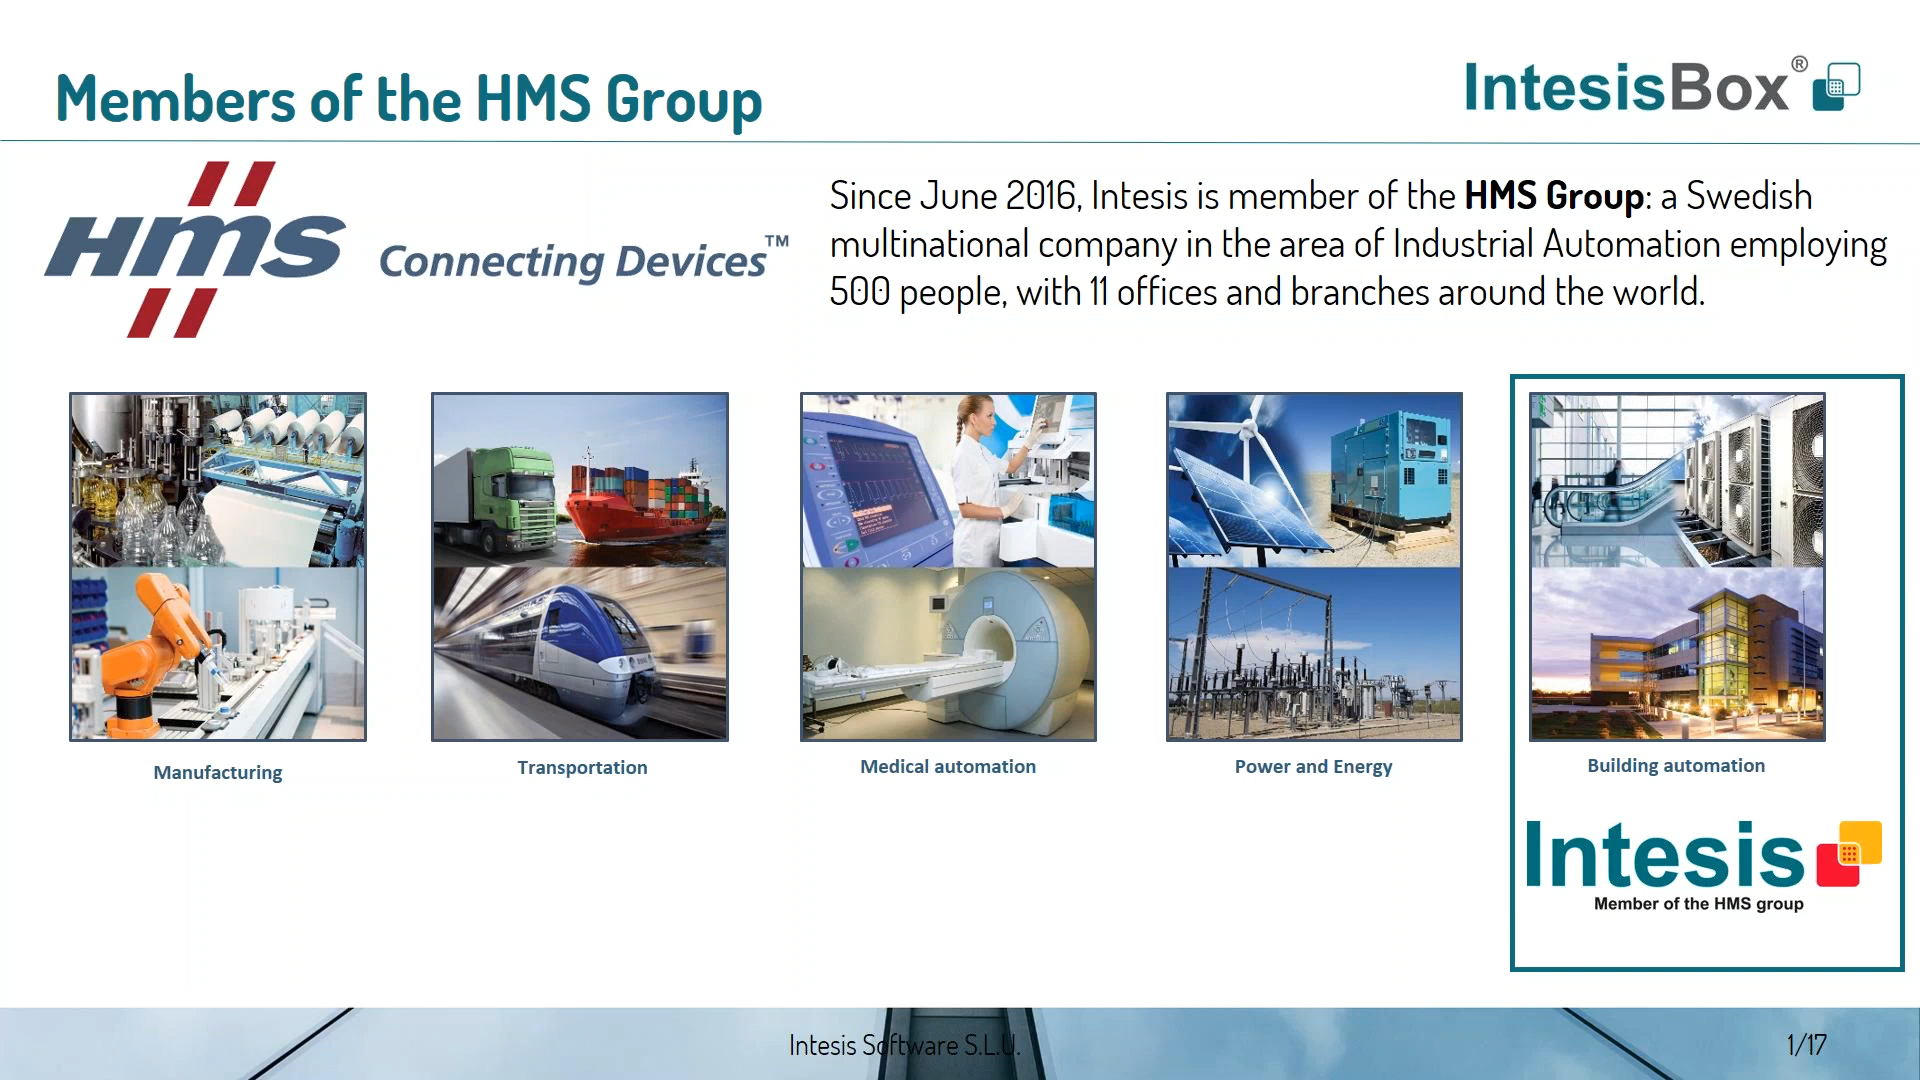 Members of the HMS Group
IntesisBox®
Hms
Connecting Devices™
Since June 2016, Intesis is member of the HMS Group: a Swedish
multinational company in the area of Industrial Automation employing
500 people, with 11 offices and branches around the world.
Manufacturing
Transportation
Medical automation
Power and Energy
Building automation
Intesis
Member of the HMS group
Intesis Software S.L.U.
1/17